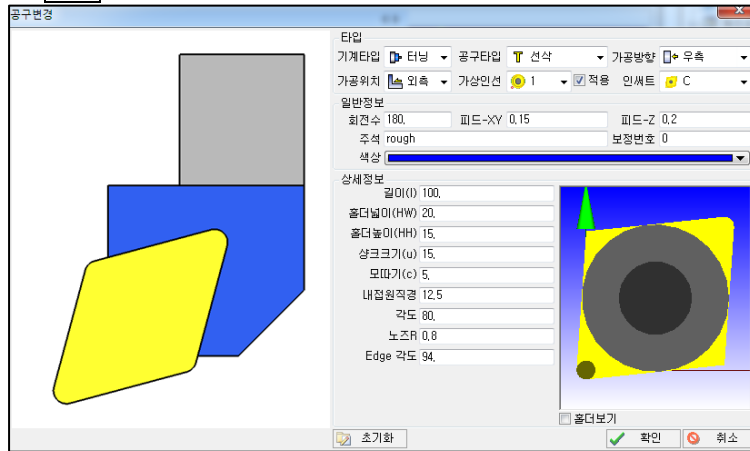 공구변경
타입
기계타입 터닝 공구타입 선삭 가공방향 우측
가공위치 외측 가상인선 1 적용 인써트 C
일반정보
회전수 180, 피드-XY 0,15 피드-Z 0,2
주석 rough 보정번호 0
색상
상세정보
길이(l) 100,
홀더넓이(HW) 20,
홀더높이(HH) 15,
샹크크기(u) 15,
모따기(c) 5,
내접원직경 12,5
각도 80,
노즈R 0,8
Edge 각도 94,
홀더보기
초기화 확인 취소